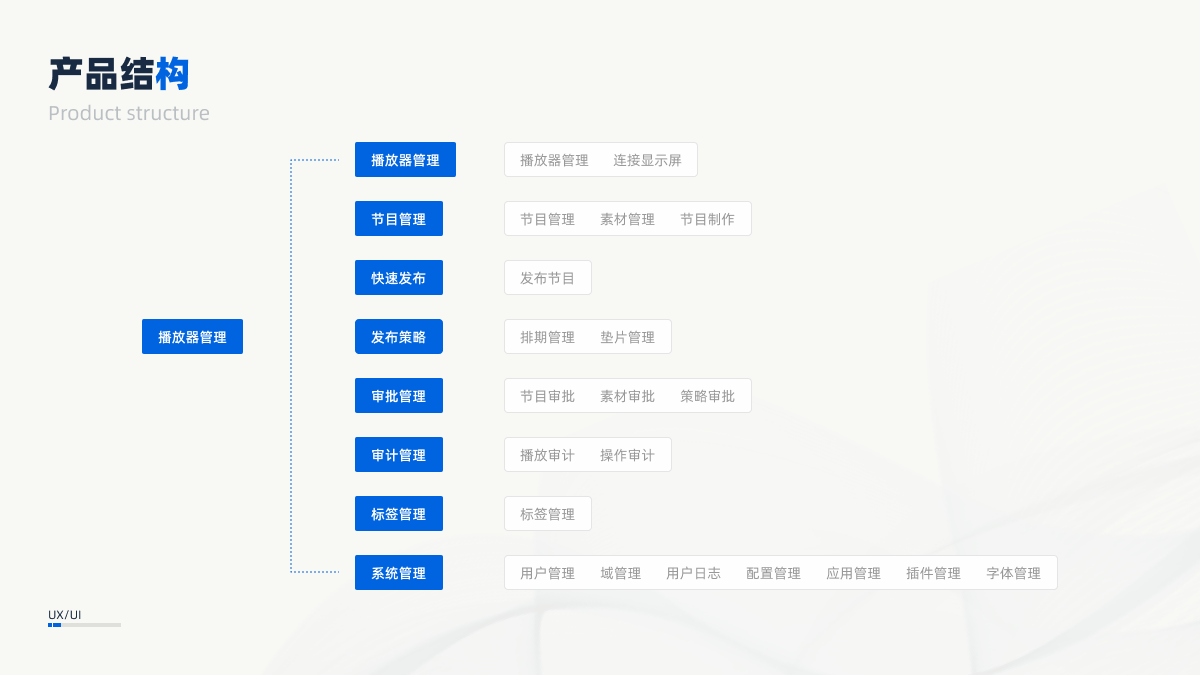 产品结构
Product structure
播放器管理 播放器管理 连接显示屏
节目管理 节目管理 素材管理 节目制作
快速发布 发布节目
播放器管理 发布策略 排期管理 垫片管理
审批管理 节目审批 素材审批 策略审批
审计管理 播放审计 操作审计
标签管理 标签管理
系统管理 用户管理 域管理 用户日志 配置管理 应用管理 插件管理 字体管理
UX/UI